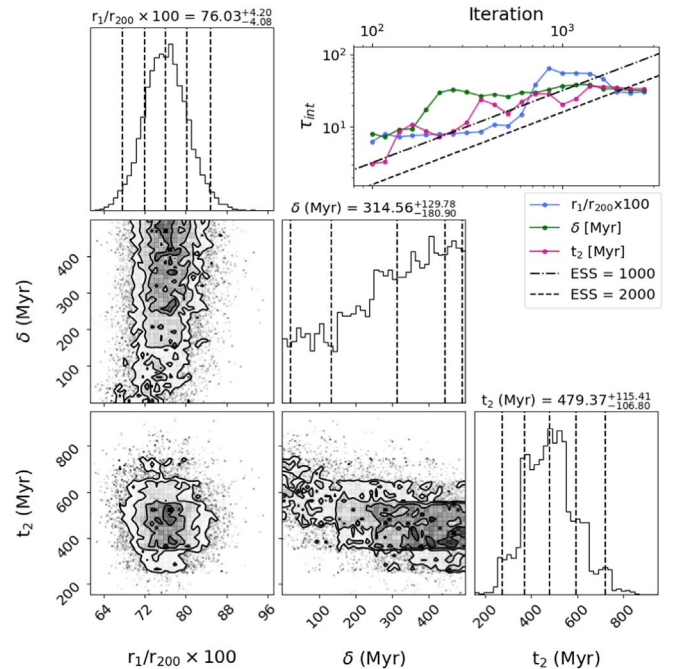 r₁/r₂₀₀ × 100 = 76.03+4.20 −4.08
Iteration
10² 10³
10²
10¹
τint
r₁/r₂₀₀x100
δ [Myr]
t₂ [Myr]
ESS = 1000
ESS = 2000
δ (Myr) = 314.56+129.78 −180.90
400
300
200
100
δ (Myr)
t₂ (Myr) = 479.37+115.41 −106.80
800
600
400
200
t₂ (Myr)
64 72 80 88 96
100 200 300 400
200 400 600 800
r₁/r₂₀₀ × 100
δ (Myr)
t₂ (Myr)